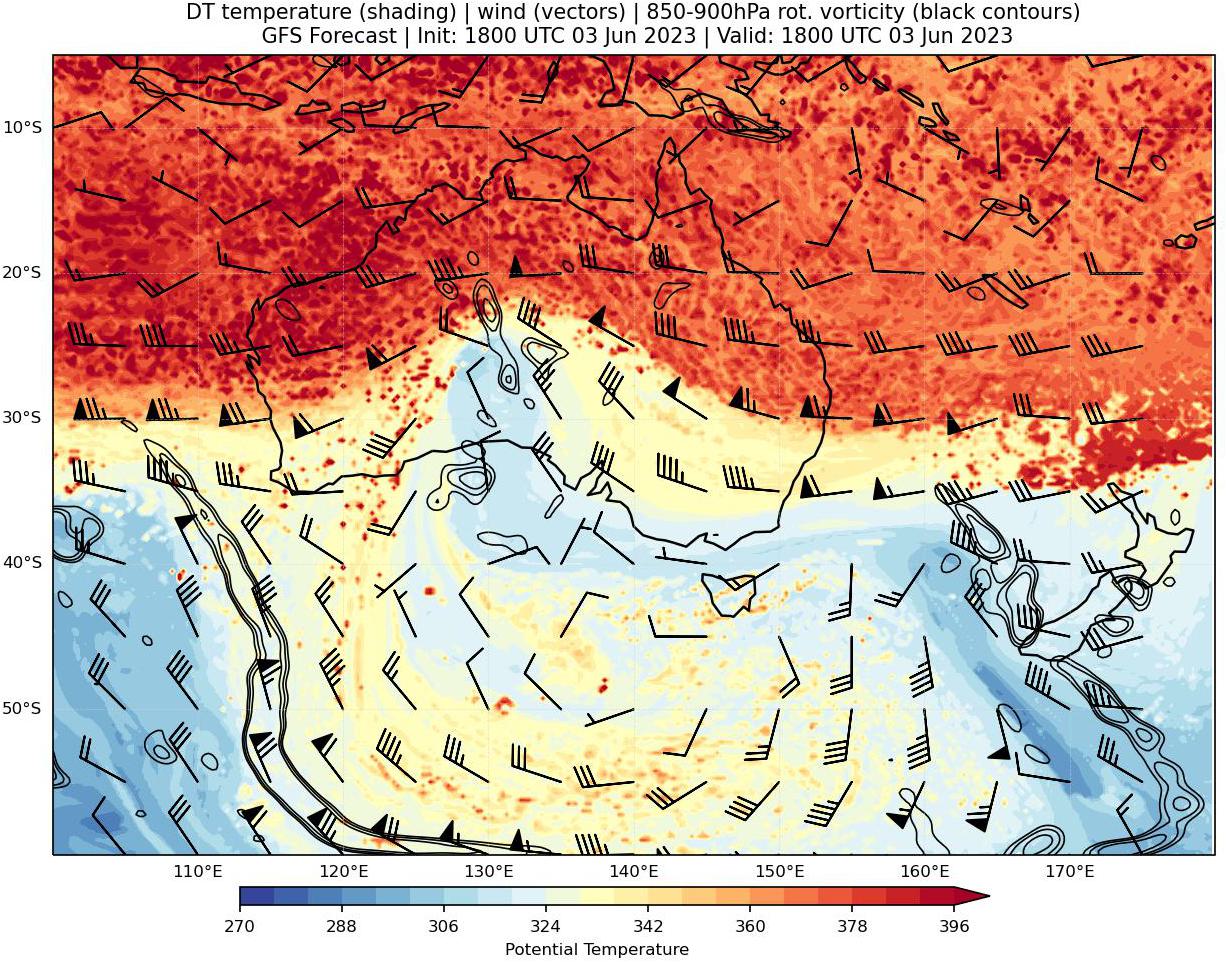 DT temperature (shading) | wind (vectors) | 850-900hPa rot. vorticity (black contours)
GFS Forecast | Init: 1800 UTC 03 Jun 2023 | Valid: 1800 UTC 03 Jun 2023
10°S
20°S
30°S
40°S
50°S
110°E 120°E 130°E 140°E 150°E 160°E 170°E
270 288 306 324 342 360 378 396
Potential Temperature